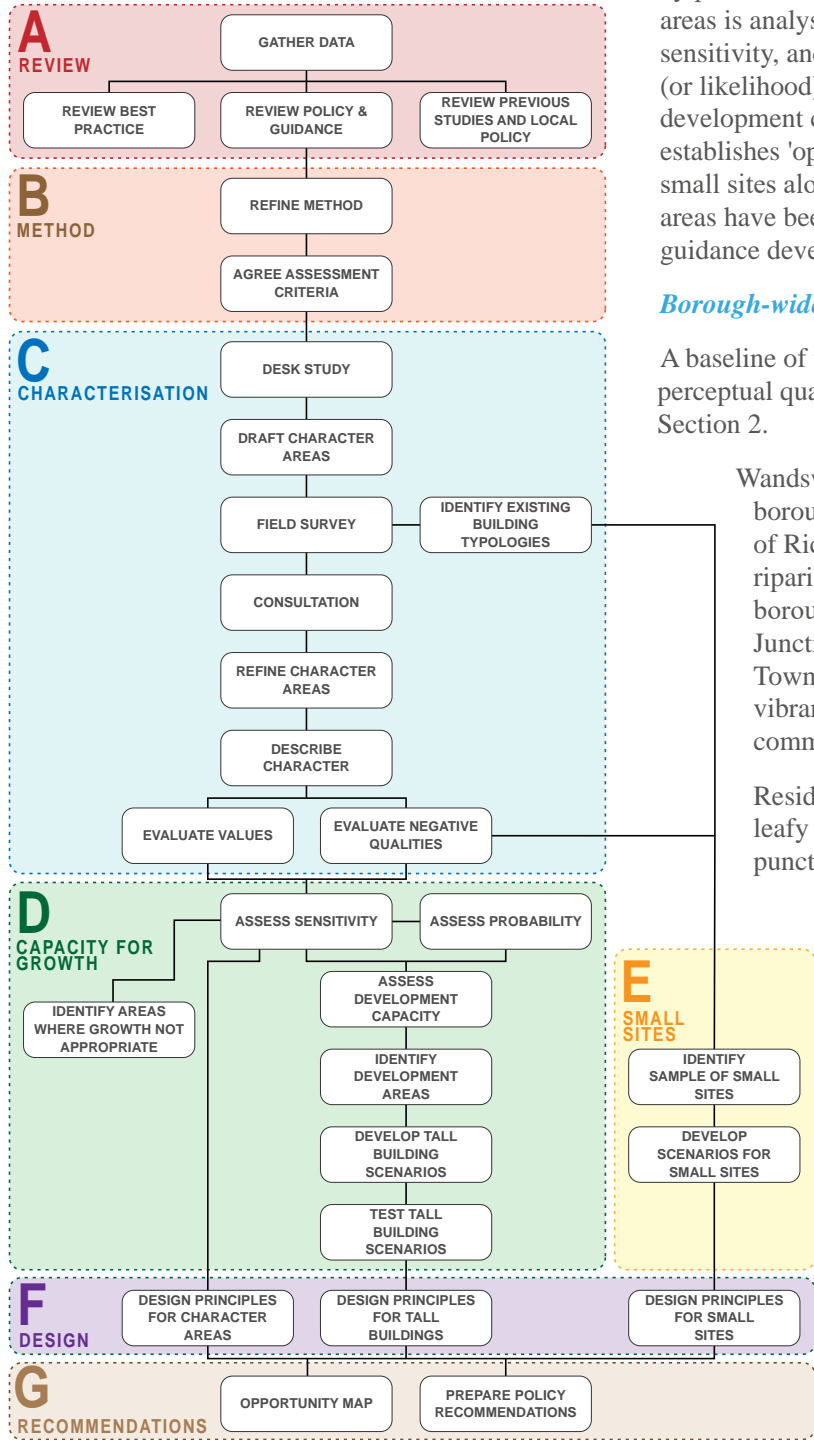 A
REVIEW
GATHER DATA
REVIEW BEST
PRACTICE
REVIEW POLICY &
GUIDANCE
REVIEW PREVIOUS
STUDIES AND LOCAL
POLICY
B
METHOD
REFINE METHOD
AGREE ASSESSMENT
CRITERIA
C
CHARACTERISATION
DESK STUDY
DRAFT CHARACTER
AREAS
FIELD SURVEY
IDENTIFY EXISTING
BUILDING
TYPOLOGIES
CONSULTATION
REFINE CHARACTER
AREAS
DESCRIBE
CHARACTER
EVALUATE VALUES
EVALUATE NEGATIVE
QUALITIES
D
CAPACITY FOR
GROWTH
ASSESS SENSITIVITY
ASSESS PROBABILITY
IDENTIFY AREAS
WHERE GROWTH NOT
APPROPRIATE
ASSESS
DEVELOPMENT
CAPACITY
IDENTIFY
DEVELOPMENT
AREAS
DEVELOP TALL
BUILDING
SCENARIOS
TEST TALL
BUILDING
SCENARIOS
E
SMALL
SITES
IDENTIFY
SAMPLE OF SMALL
SITES
DEVELOP
SCENARIOS FOR
SMALL SITES
F
DESIGN
DESIGN PRINCIPLES
FOR CHARACTER
AREAS
DESIGN PRINCIPLES
FOR TALL
BUILDINGS
DESIGN PRINCIPLES
FOR SMALL
SITES
G
RECOMMENDATIONS
OPPORTUNITY MAP
PREPARE POLICY
RECOMMENDATIONS
areas is analys
sensitivity, and
(or likelihood)
development c
establishes 'op
small sites alo
areas have bee
guidance deve
Borough-wide
A baseline of
perceptual qua
Section 2.
Wandsw
borou
of Ric
ripari
borou
Juncti
Town
vibran
comm
Resid
leafy
punct